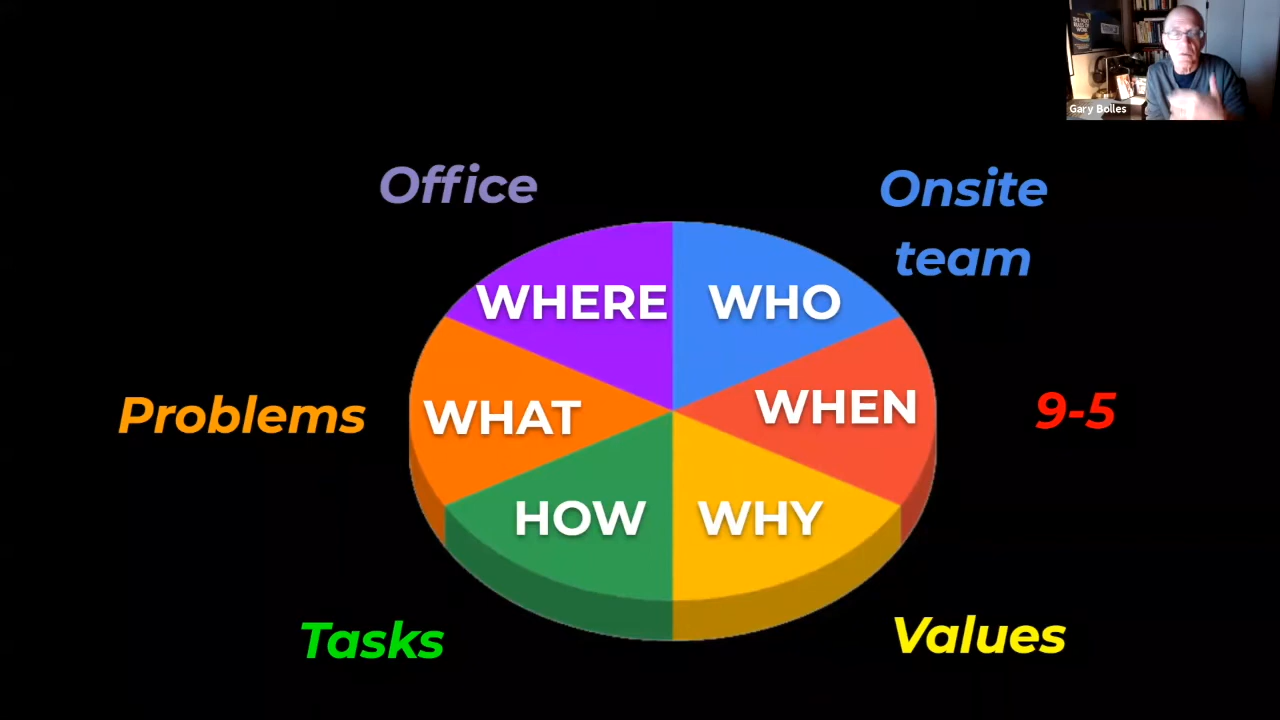 Gary Bolles
Office
Onsite
team
WHERE
WHO
Problems
WHAT
WHEN
9-5
HOW
WHY
Tasks
Values